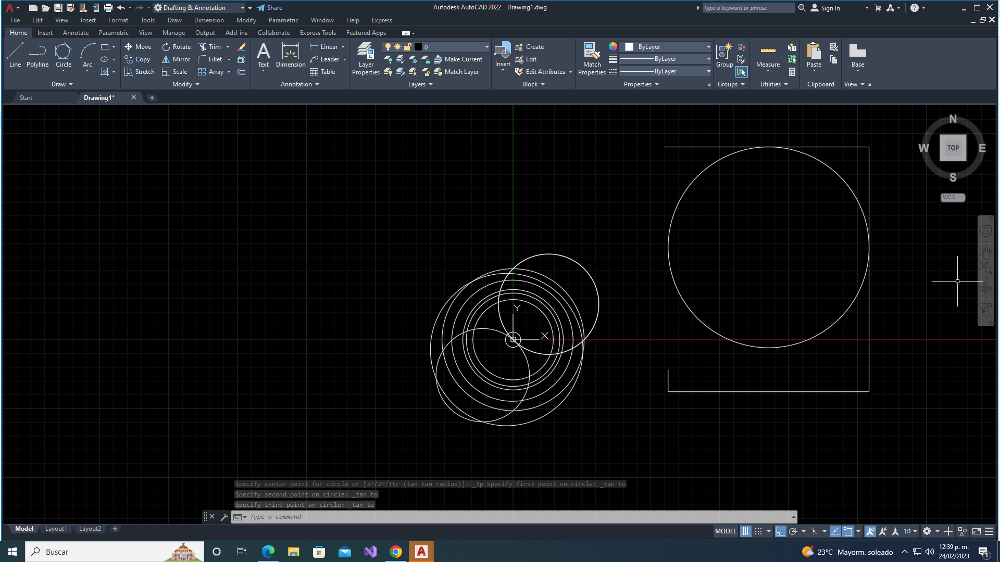 Drafting & Annotation Share Autodesk AutoCAD 2022 Drawing1.dwg Type a keyword or phrase Sign In
File Edit View Insert Format Tools Draw Dimension Modify Parametric Window Help Express
Home Insert Annotate Parametric View Manage Output Add-ins Collaborate Express Tools Featured Apps
Move Rotate Trim Linear 0 Create ByLayer
Line Polyline Circle Arc Copy Mirror Fillet Text Dimension Leader Layer Properties Make Current Insert Edit Match Properties ByLayer Group Measure Paste Base
Stretch Scale Array Table Match Layer Edit Attributes ByLayer
Draw Modify Annotation Layers Block Properties Groups Utilities Clipboard View
Start Drawing1*
N
W TOP E
S
WCS
Y
X
Specify center point for circle or [3P/2P/Ttr (tan tan radius)]: _3p Specify first point on circle: _tan to
Specify second point on circle: _tan to
Specify third point on circle: _tan to
Type a command
Model Layout1 Layout2 MODEL 1:1
Buscar 23°C Mayorm. soleado 12:39 p. m.
24/02/2023
1